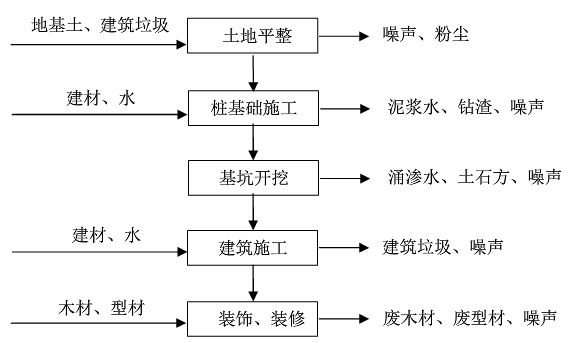 地基土、建筑垃圾
土地平整
噪声、粉尘
建材、水
桩基础施工
泥浆水、钻渣、噪声
基坑开挖
涌渗水、土石方、噪声
建材、水
建筑施工
建筑垃圾、噪声
木材、型材
装饰、装修
废木材、废型材、噪声